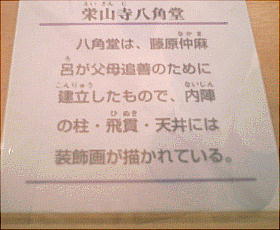 栄山寺八角堂
八角堂は、藤原仲麻
呂が父母追善のために
建立したもので、内陣
の柱・飛貫・天井には
装飾画が描かれている。